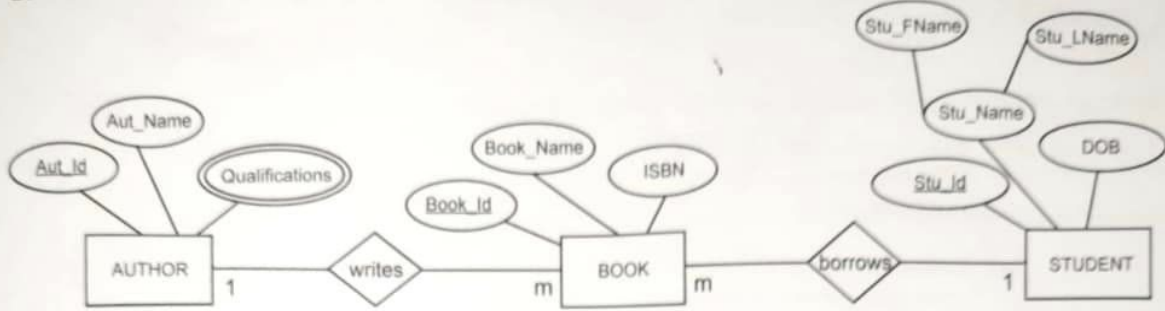 Stu_FName
Stu_LName
Aut_Name
Stu_Name
Book_Name
DOB
Aut_Id
Qualifications
ISBN
Stu_Id
Book_Id
AUTHOR
writes
BOOK
borrows
STUDENT
1
m
m
1